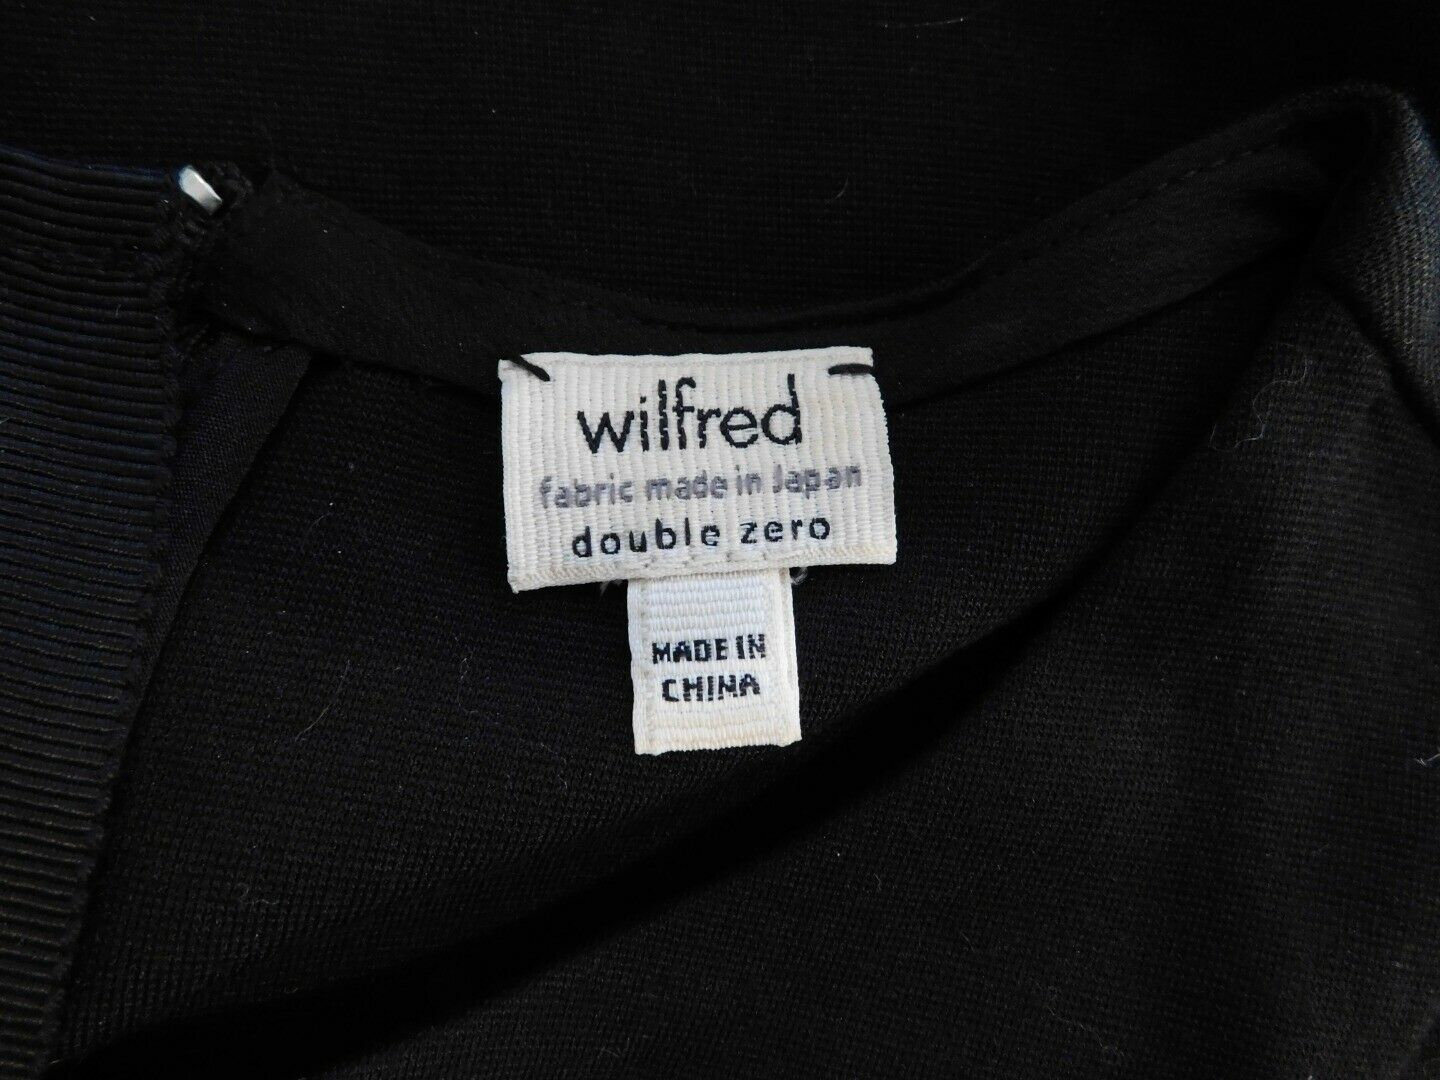 wilfred
fabric made in Japan
double zero
MADE IN
CHINA